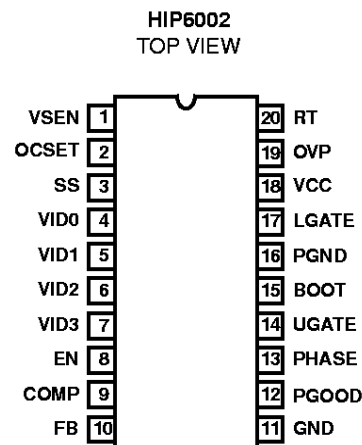 HIP6002
TOP VIEW
VSEN 1 20 RT
OCSET 2 19 OVP
SS 3 18 VCC
VID0 4 17 LGATE
VID1 5 16 PGND
VID2 6 15 BOOT
VID3 7 14 UGATE
EN 8 13 PHASE
COMP 9 12 PGOOD
FB 10 11 GND